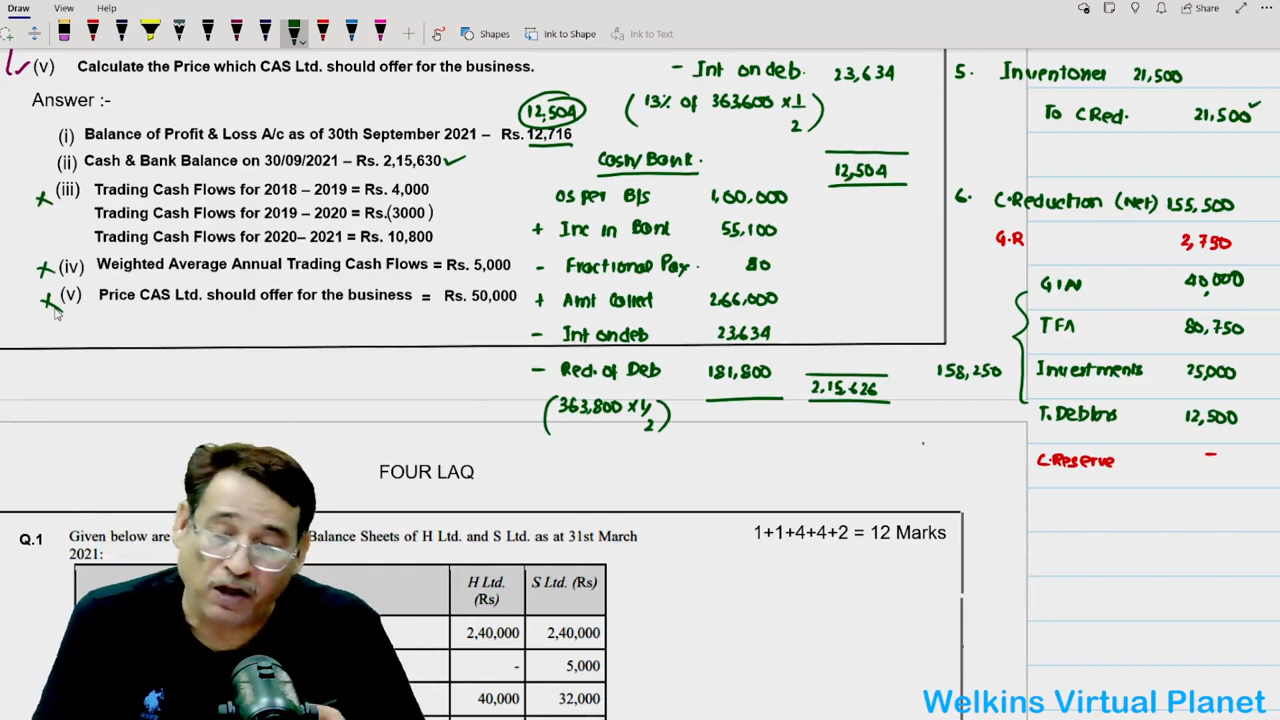 Draw
View
Help
Share
Shapes
Ink to Shape
Ink to Text
(v) Calculate the Price which CAS Ltd. should offer for the business.
Answer :-
12,504
(i) Balance of Profit & Loss A/c as of 30th September 2021 – Rs. 12,716
(ii) Cash & Bank Balance on 30/09/2021 – Rs. 2,15,630
(iii) Trading Cash Flows for 2018 – 2019 = Rs. 4,000
Trading Cash Flows for 2019 – 2020 = Rs.(3000 )
Trading Cash Flows for 2020– 2021 = Rs. 10,800
(iv) Weighted Average Annual Trading Cash Flows = Rs. 5,000
(v) Price CAS Ltd. should offer for the business = Rs. 50,000
- Int on deb. 23,634
(13% of 363,600 × 1/2)
12,504
Cash/Bank.
as per B/s 1,60,000
+ Inc in Bank 55,100
- Fractional Pay. 80
+ Amt Collect 2,66,000
- Int on deb 23,634
- Red. of Deb 181,800 2,15,626
(363,800 × 1/2)
5. Inventories 21,500
To C Red. 21,500
6. C.Reduction (Net) 155,500
G.R 2,750
G/W 40,000
TFA 80,750
158,250
Investments 25,000
T. Debtors 12,500
C.Reserve -
FOUR LAQ
Q.1 Given below are Balance Sheets of H Ltd. and S Ltd. as at 31st March
2021:
1+1+4+4+2 = 12 Marks
H Ltd. (Rs) S Ltd. (Rs)
2,40,000 2,40,000
- 5,000
40,000 32,000
Welkins Virtual Planet